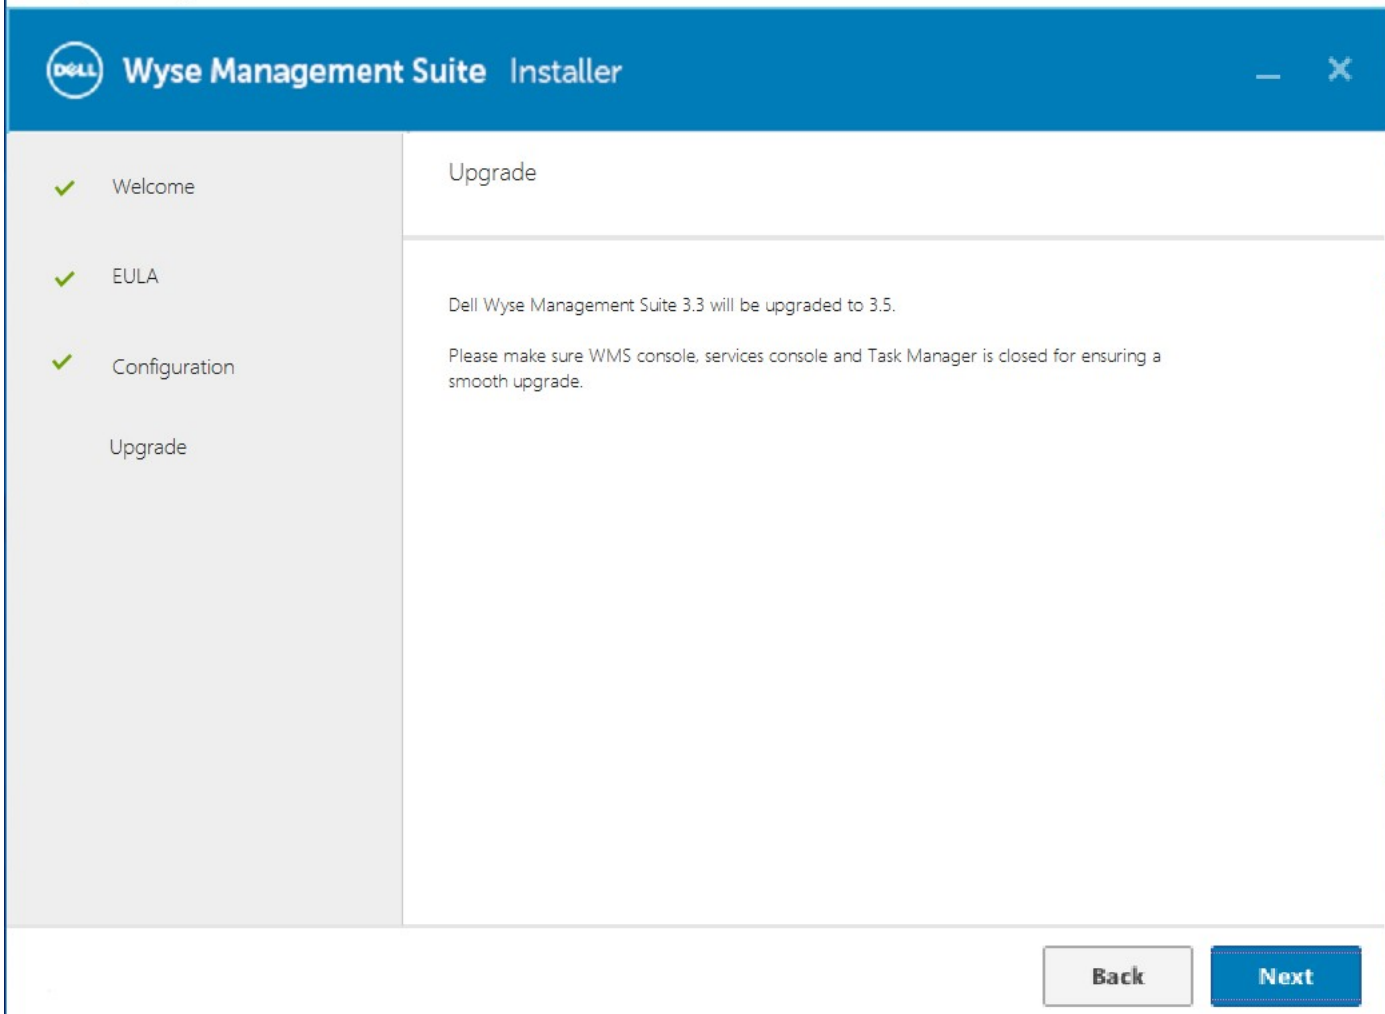 DELL Wyse Management Suite Installer
Welcome
EULA
Configuration
Upgrade
Upgrade
Dell Wyse Management Suite 3.3 will be upgraded to 3.5.
Please make sure WMS console, services console and Task Manager is closed for ensuring a
smooth upgrade.
Back
Next